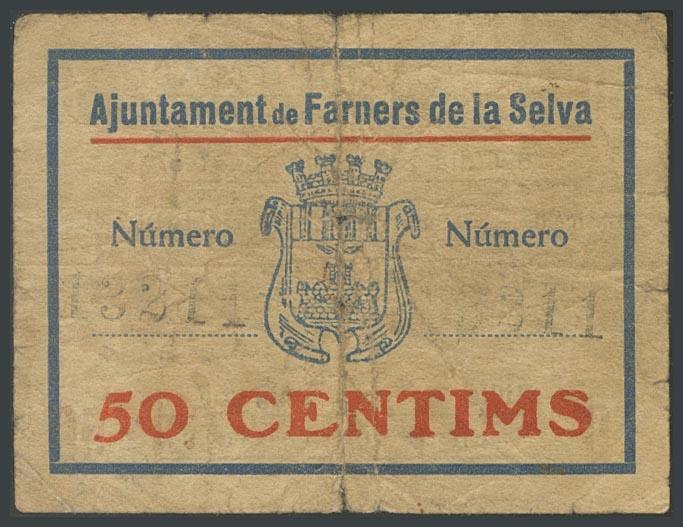 Ajuntament de Farners de la Selva
Número Número
50 CENTIMS